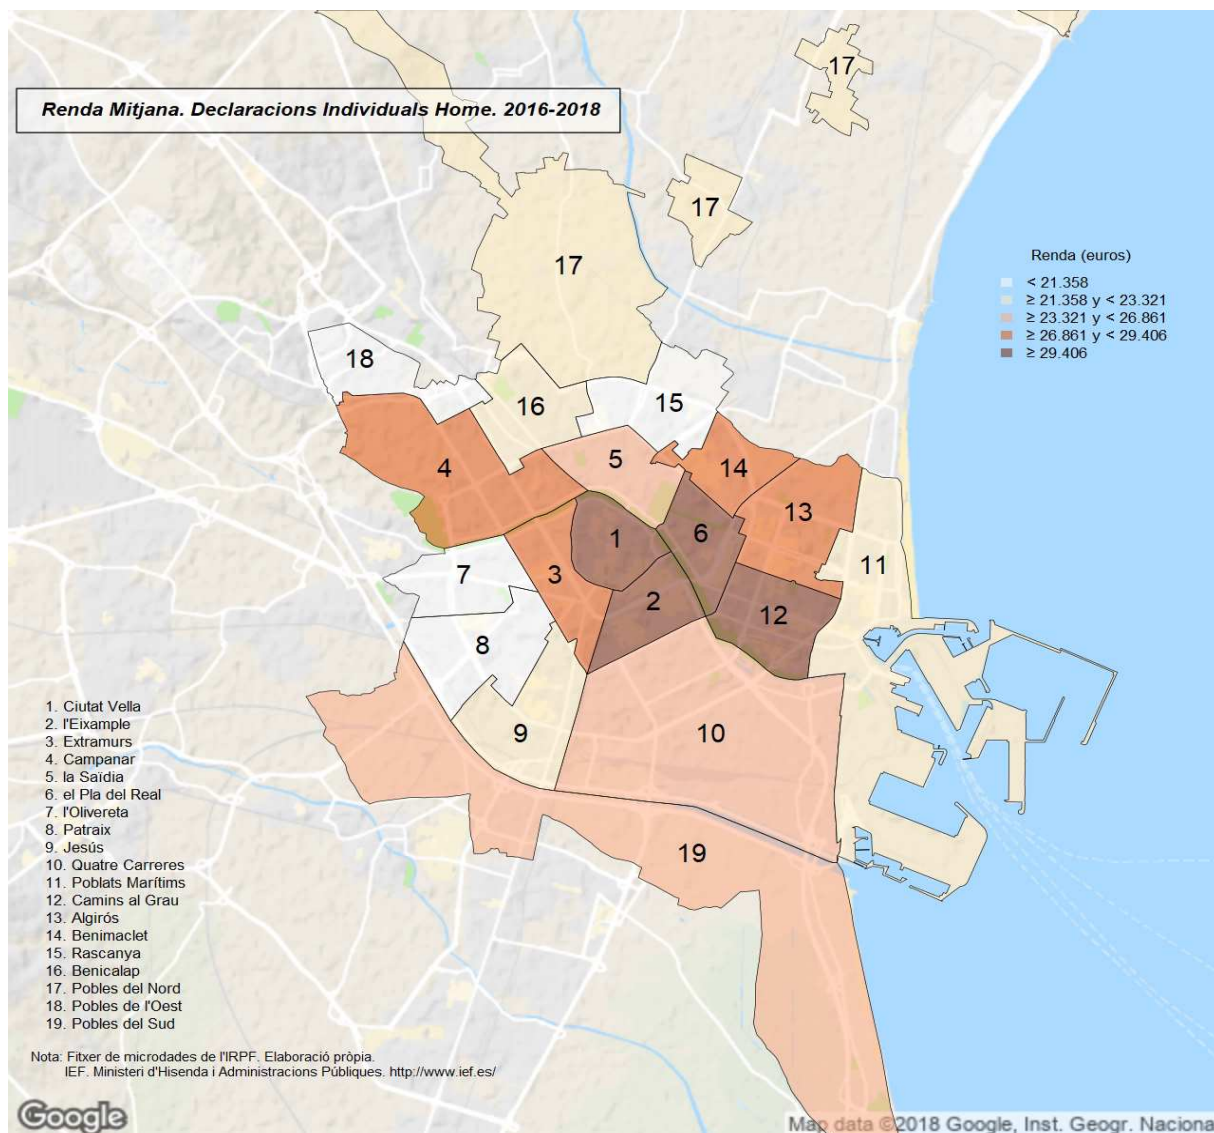 Renda Mitjana. Declaracions Individuals Home. 2016-2018
17
17
17
Renda (euros)
< 21.358
≥ 21.358 y < 23.321
≥ 23.321 y < 26.861
≥ 26.861 y < 29.406
≥ 29.406
18
16
15
5
4
14
13
1
6
11
7
3
2
12
8
9
10
19
1. Ciutat Vella
2. l'Eixample
3. Extramurs
4. Campanar
5. la Saïdia
6. el Pla del Real
7. l'Olivereta
8. Patraix
9. Jesús
10. Quatre Carreres
11. Poblats Marítims
12. Camins al Grau
13. Algirós
14. Benimaclet
15. Rascanya
16. Benicalap
17. Pobles del Nord
18. Pobles de l'Oest
19. Pobles del Sud
Nota: Fitxer de microdades de l'IRPF. Elaboració pròpia.
IEF. Ministeri d'Hisenda i Administracions Públiques. http://www.ief.es/
Google
Map data ©2018 Google, Inst. Geogr. Naciona